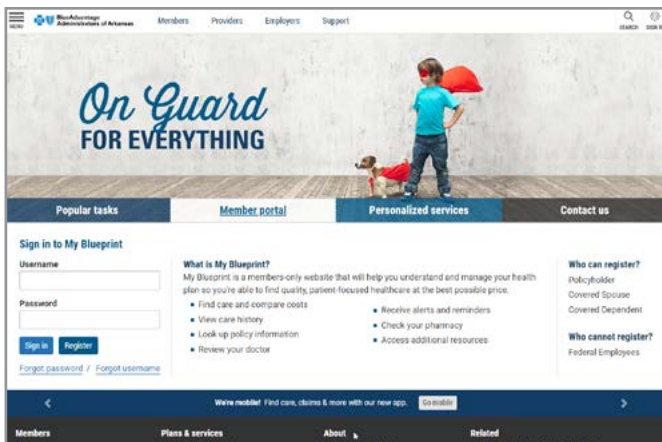 MENU
BlueAdvantage
Administrators of Arkansas
Members Providers Employers Support
SEARCH SIGN IN
On Guard
FOR EVERYTHING
Popular tasks Member portal Personalized services Contact us
Sign in to My Blueprint
Username
Password
Sign in Register
Forgot password / Forgot username
What is My Blueprint?
My Blueprint is a members-only website that will help you understand and manage your health
plan so you're able to find quality, patient-focused healthcare at the best possible price.
Find care and compare costs
View care history
Look up policy information
Review your doctor
Receive alerts and reminders
Check your pharmacy
Access additional resources
Who can register?
Policyholder
Covered Spouse
Covered Dependent
Who cannot register?
Federal Employees
We're mobile! Find care, claims & more with our new app. Go mobile
Members Plans & services About Related